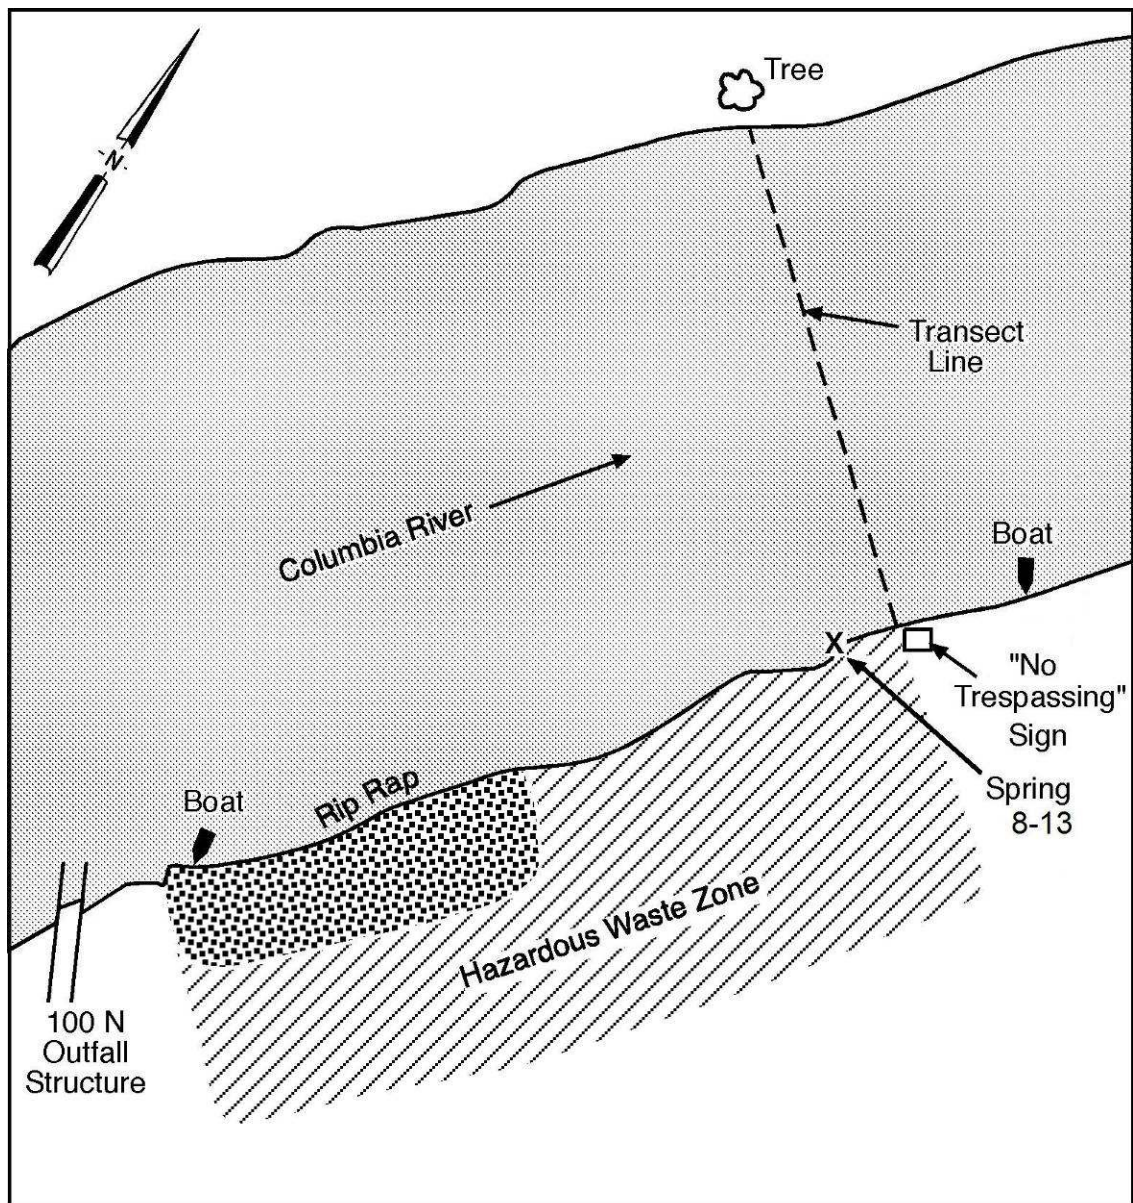 Tree
N
Transect
Line
Columbia River
Boat
"No
Trespassing"
Sign
X
Spring
8-13
Boat
Rip Rap
Hazardous Waste Zone
100 N
Outfall
Structure